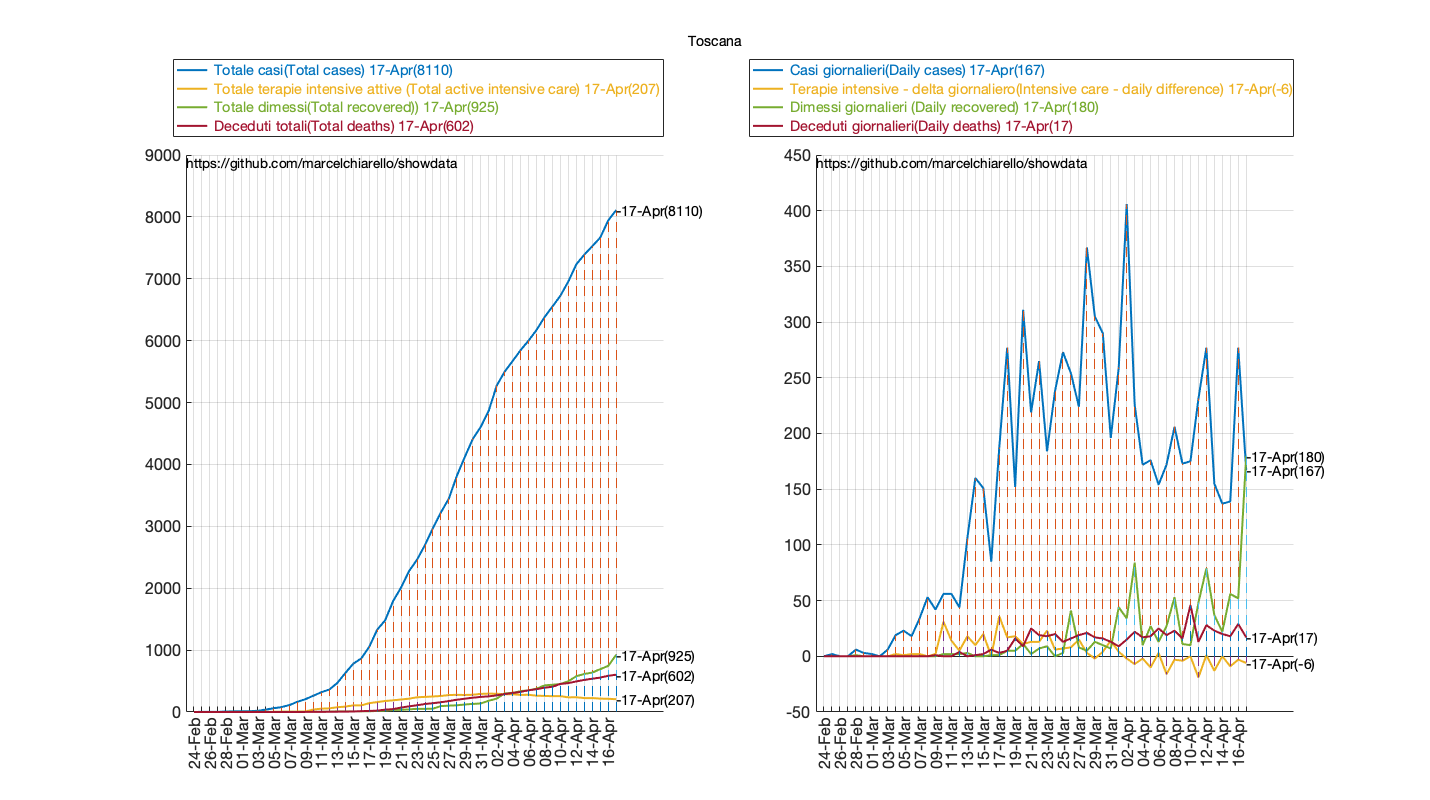 Toscana
Totale casi(Total cases) 17-Apr(8110)
Totale terapie intensive attive (Total active intensive care) 17-Apr(207)
Totale dimessi(Total recovered)) 17-Apr(925)
Deceduti totali(Total deaths) 17-Apr(602)
9000
https://github.com/marcelchiarello/showdata
8000
7000
6000
5000
4000
3000
2000
1000
0
17-Apr(8110)
17-Apr(925)
17-Apr(602)
17-Apr(207)
24-Feb
26-Feb
28-Feb
01-Mar
03-Mar
05-Mar
07-Mar
09-Mar
11-Mar
13-Mar
15-Mar
17-Mar
19-Mar
21-Mar
23-Mar
25-Mar
27-Mar
29-Mar
31-Mar
02-Apr
04-Apr
06-Apr
08-Apr
10-Apr
12-Apr
14-Apr
16-Apr
Casi giornalieri(Daily cases) 17-Apr(167)
Terapie intensive - delta giornaliero(Intensive care - daily difference) 17-Apr(-6)
Dimessi giornalieri (Daily recovered) 17-Apr(180)
Deceduti giornalieri(Daily deaths) 17-Apr(17)
450
https://github.com/marcelchiarello/showdata
400
350
300
250
200
150
100
50
0
-50
17-Apr(180)
17-Apr(167)
17-Apr(17)
17-Apr(-6)
24-Feb
26-Feb
28-Feb
01-Mar
03-Mar
05-Mar
07-Mar
09-Mar
11-Mar
13-Mar
15-Mar
17-Mar
19-Mar
21-Mar
23-Mar
25-Mar
27-Mar
29-Mar
31-Mar
02-Apr
04-Apr
06-Apr
08-Apr
10-Apr
12-Apr
14-Apr
16-Apr